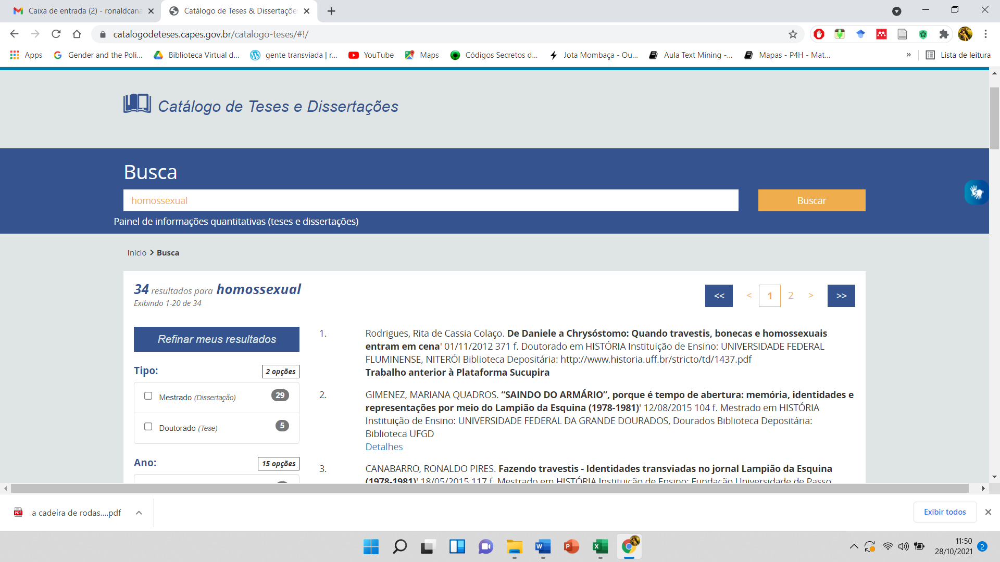 Caixa de entrada (2) - ronaldcana
Catálogo de Teses & Dissertaçõe
catalogodeteses.capes.gov.br/catalogo-teses/#!/
Apps
Gender and the Poli...
Biblioteca Virtual d...
gente transviada | r...
YouTube
Maps
Códigos Secretos d...
Jota Mombaça - Ou...
Aula Text Mining -...
Mapas - P4H - Mat...
»
Lista de leitura
Catálogo de Teses e Dissertações
Busca
homossexual
Buscar
Painel de informações quantitativas (teses e dissertações)
Inicio > Busca
34 resultados para homossexual
Exibindo 1-20 de 34
<< < 1 2 > >>
Refinar meus resultados
Tipo:
2 opções
Mestrado (Dissertação)
29
Doutorado (Tese)
5
Ano:
15 opções
1.
Rodrigues, Rita de Cassia Colaço. De Daniele a Chrysóstomo: Quando travestis, bonecas e homossexuais
entram em cena' 01/11/2012 371 f. Doutorado em HISTÓRIA Instituição de Ensino: UNIVERSIDADE FEDERAL
FLUMINENSE, NITERÓI Biblioteca Depositária: http://www.historia.uff.br/stricto/td/1437.pdf
Trabalho anterior à Plataforma Sucupira
2.
GIMENEZ, MARIANA QUADROS. “SAINDO DO ARMÁRIO”, porque é tempo de abertura: memória, identidades e
representações por meio do Lampião da Esquina (1978-1981)' 12/08/2015 104 f. Mestrado em HISTÓRIA
Instituição de Ensino: UNIVERSIDADE FEDERAL DA GRANDE DOURADOS, Dourados Biblioteca Depositária:
Biblioteca UFGD
Detalhes
3.
CANABARRO, RONALDO PIRES. Fazendo travestis - Identidades transviadas no jornal Lampião da Esquina
(1978-1981)' 18/05/2015 117 f. Mestrado em HISTÓRIA Instituição de Ensino: Fundação Universidade de Passo
PDF
a cadeira de rodas....pdf
Exibir todos
W
P
X
11:50
28/10/2021
2